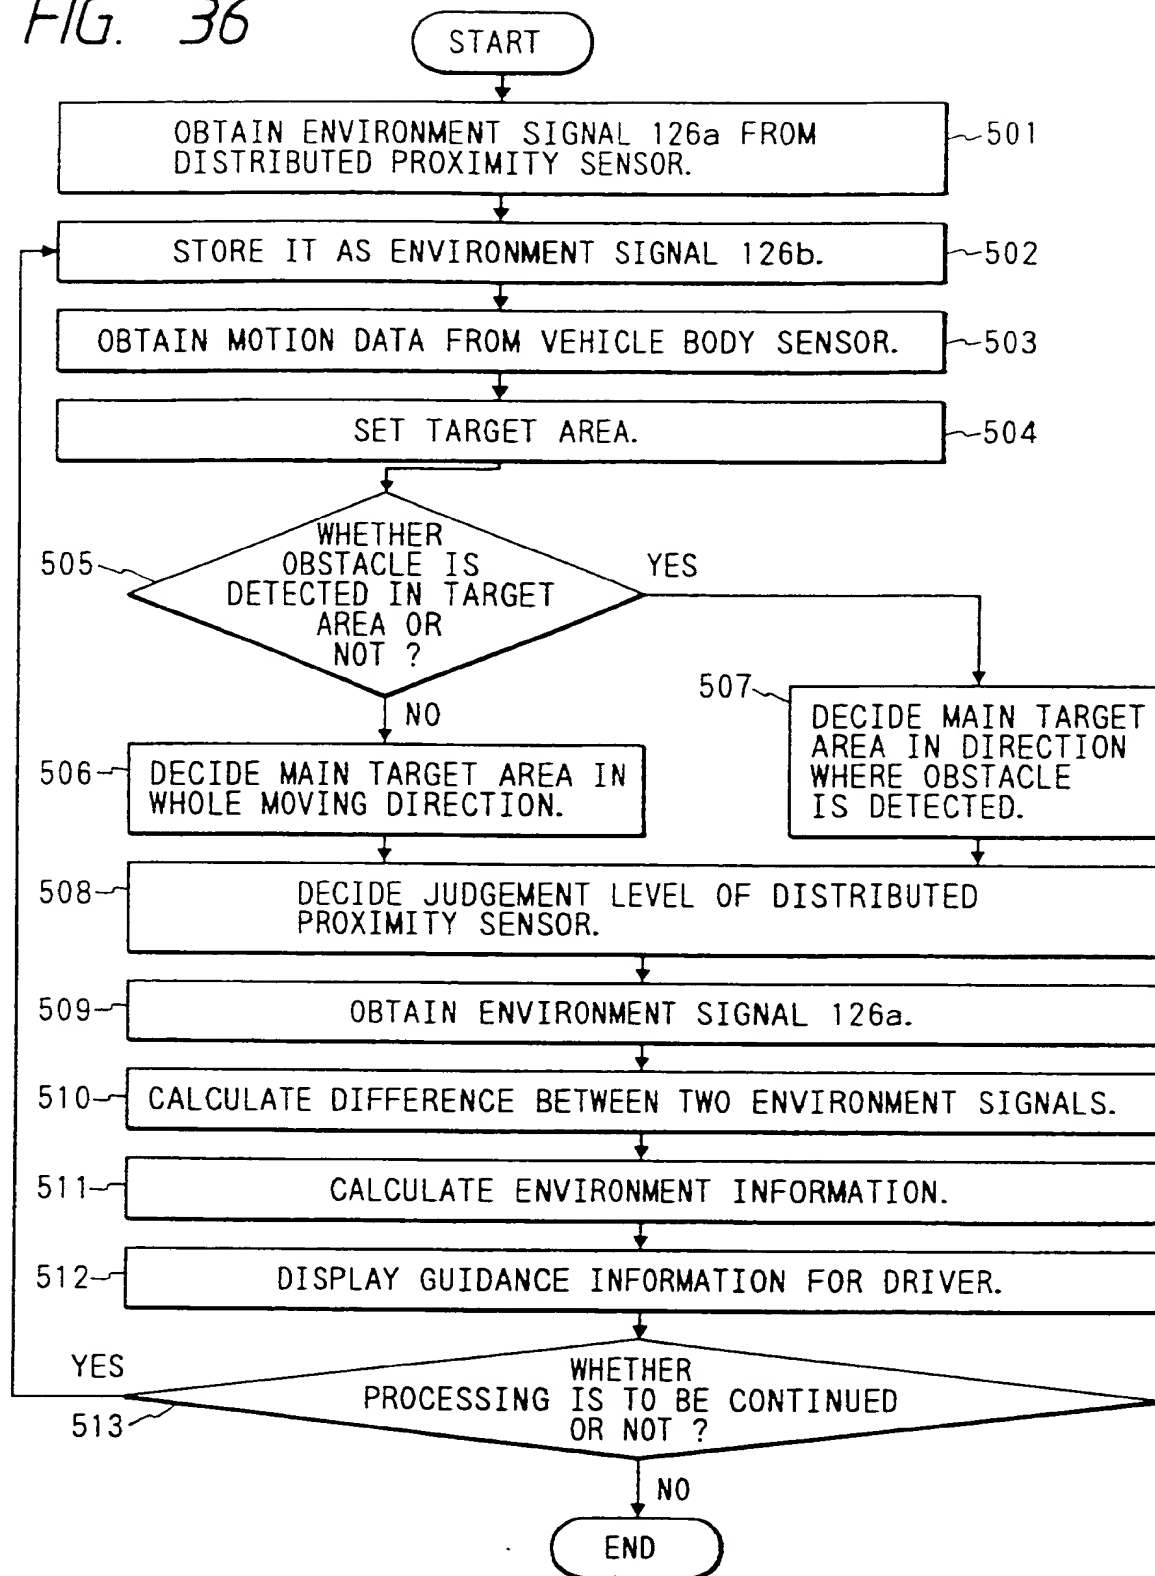 FIG. 36
START
OBTAIN ENVIRONMENT SIGNAL 126a FROM
DISTRIBUTED PROXIMITY SENSOR.
501
STORE IT AS ENVIRONMENT SIGNAL 126b.
502
OBTAIN MOTION DATA FROM VEHICLE BODY SENSOR.
503
SET TARGET AREA.
504
505
WHETHER
OBSTACLE IS
DETECTED IN TARGET
AREA OR
NOT ?
YES
NO
507
DECIDE MAIN TARGET
AREA IN DIRECTION
WHERE OBSTACLE
IS DETECTED.
506
DECIDE MAIN TARGET AREA IN
WHOLE MOVING DIRECTION.
508
DECIDE JUDGEMENT LEVEL OF DISTRIBUTED
PROXIMITY SENSOR.
509
OBTAIN ENVIRONMENT SIGNAL 126a.
510
CALCULATE DIFFERENCE BETWEEN TWO ENVIRONMENT SIGNALS.
511
CALCULATE ENVIRONMENT INFORMATION.
512
DISPLAY GUIDANCE INFORMATION FOR DRIVER.
YES
513
WHETHER
PROCESSING IS TO BE CONTINUED
OR NOT ?
NO
END